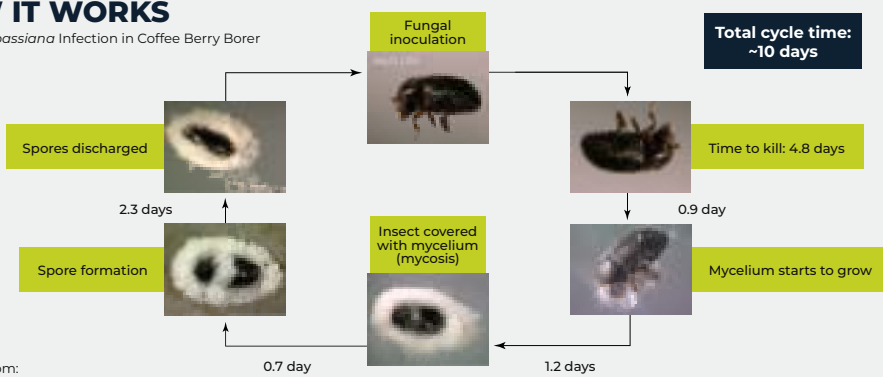 IT WORKS
bassiana Infection in Coffee Berry Borer
Fungal
inoculation
Total cycle time:
~10 days
Spores discharged
Time to kill: 4.8 days
2.3 days
0.9 day
Insect covered
with mycelium
(mycosis)
Spore formation
Mycelium starts to grow
0.7 day
1.2 days